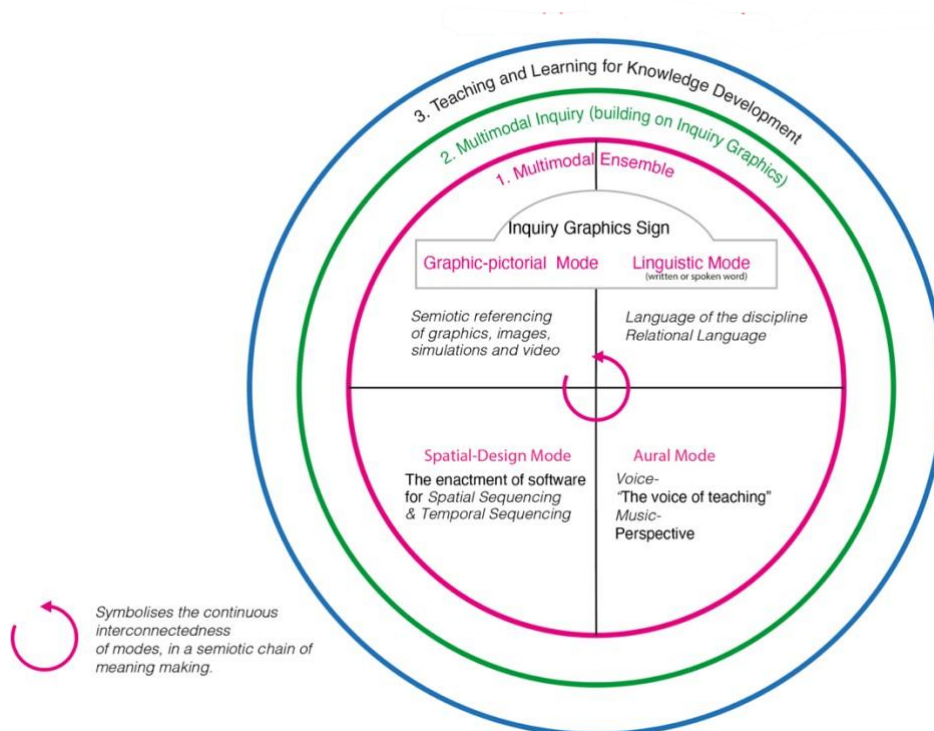 3. Teaching and Learning for Knowledge Development
2. Multimodal Inquiry (building on Inquiry Graphics)
1. Multimodal Ensemble
Inquiry Graphics Sign
Graphic-pictorial Mode
Linguistic Mode
(written or spoken word)
Semiotic referencing
of graphics, images,
simulations and video
Language of the discipline
Relational Language
Spatial-Design Mode
The enactment of software
for Spatial Sequencing
& Temporal Sequencing
Aural Mode
Voice-
"The voice of teaching"
Music-
Perspective
Symbolises the continuous
interconnectedness
of modes, in a semiotic chain of
meaning making.